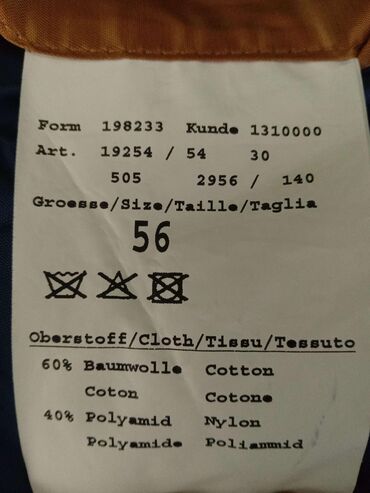 Form 198233 Kunde 1310000
Art. 19254 / 54 30
505 2956 / 140
Groesse/Size/Taille/Taglia
56
Oberstoff/Cloth/Tissu/Tessuto
60% Baumwolle Cotton
Coton Cotone
40% Polyamid Nylon
Polyamide Poliammid